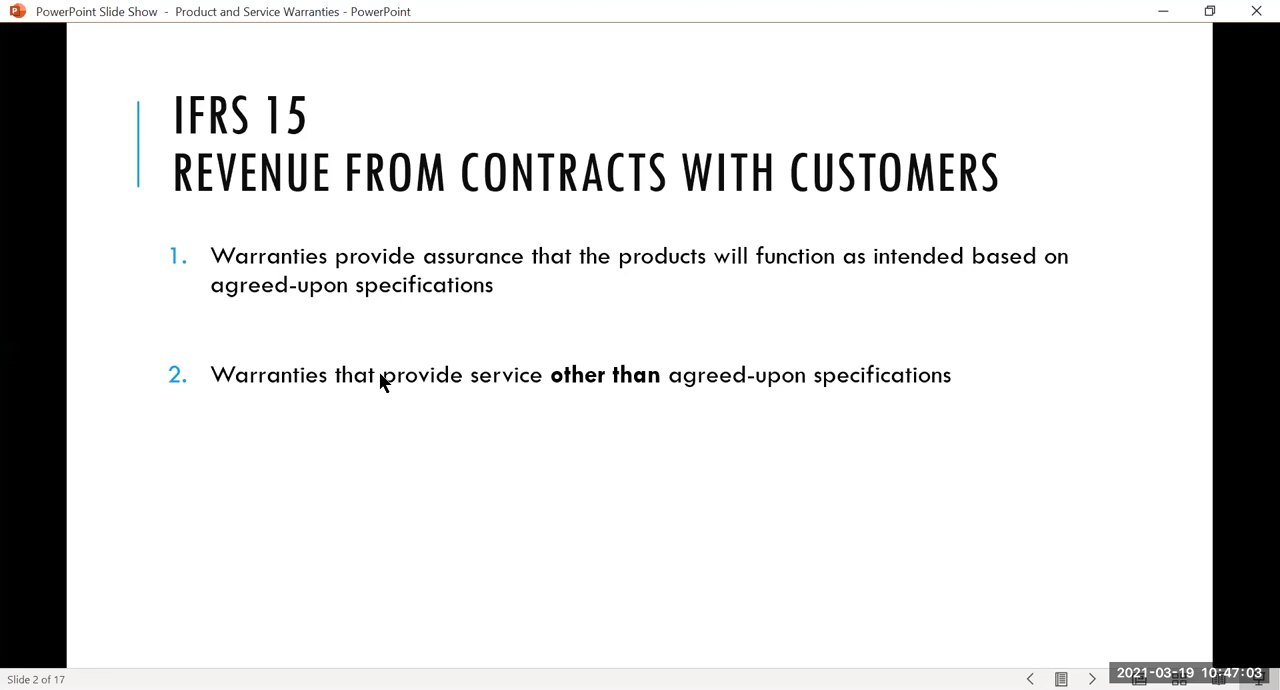 PowerPoint Slide Show - Product and Service Warranties - PowerPoint
IFRS 15
REVENUE FROM CONTRACTS WITH CUSTOMERS
1. Warranties provide assurance that the products will function as intended based on
agreed-upon specifications
2. Warranties that provide service other than agreed-upon specifications
Slide 2 of 17
2021-03-19 10:47:03